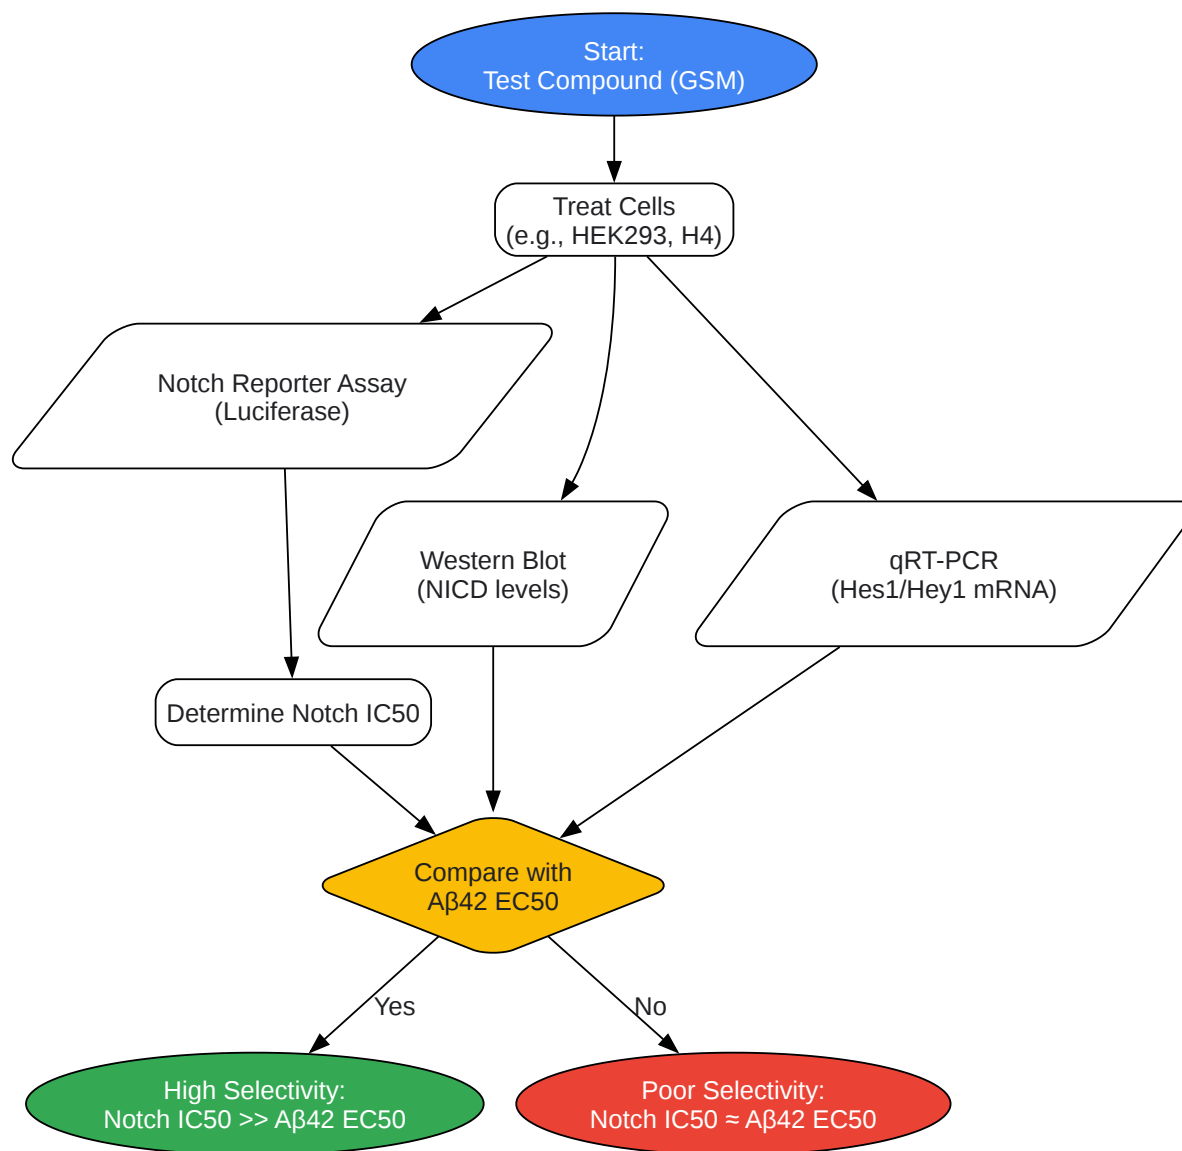 Start:
Test Compound (GSM)
Treat Cells
(e.g., HEK293, H4)
Notch Reporter Assay
(Luciferase)
Western Blot
(NICD levels)
qRT-PCR
(Hes1/Hey1 mRNA)
Determine Notch IC50
Compare with
Aβ42 EC50
Yes
No
High Selectivity:
Notch IC50 >> Aβ42 EC50
Poor Selectivity:
Notch IC50 ≈ Aβ42 EC50